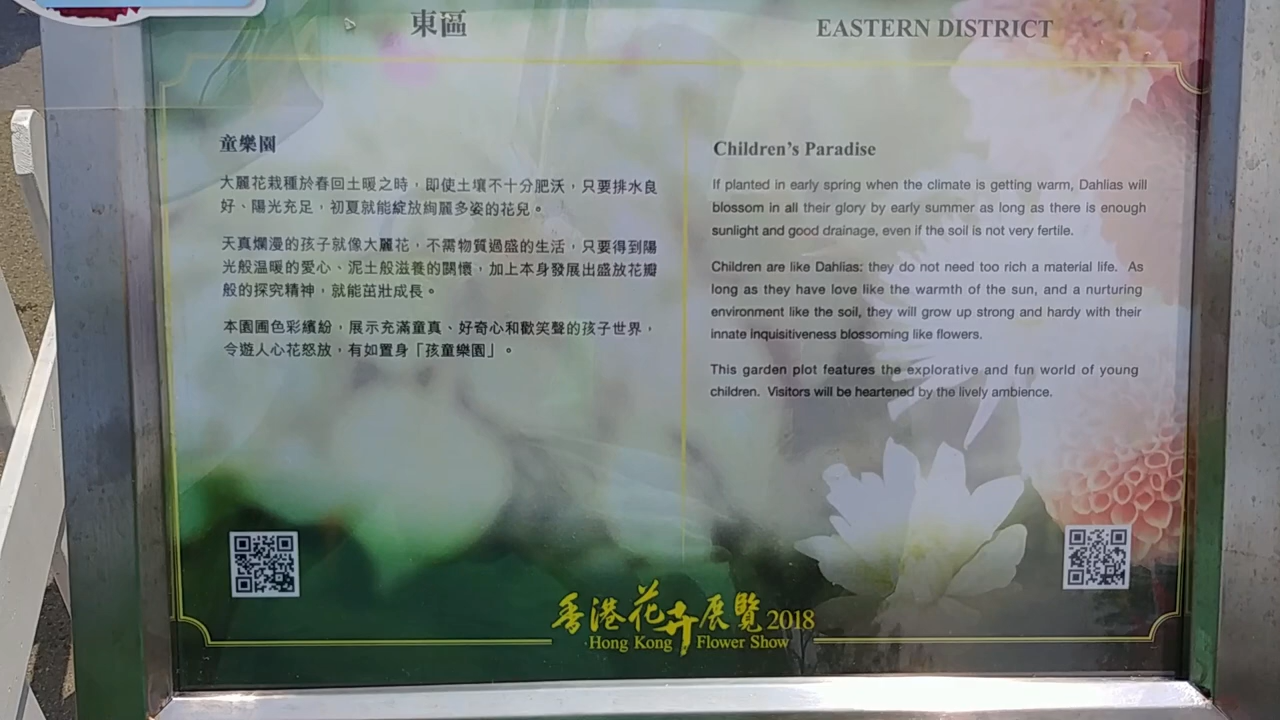 東區
EASTERN DISTRICT
童樂園
大麗花栽種於春回土暖之時，即使土壤不十分肥沃，只要排水良
好、陽光充足，初夏就能綻放絢麗多姿的花兒。
天真爛漫的孩子就像大麗花，不需物質過盛的生活，只要得到陽
光般溫暖的愛心、泥土般滋養的關懷，加上本身發展出盛放花瓣
般的探究精神，就能茁壯成長。
本園圃色彩繽紛，展示充滿童真、好奇心和歡笑聲的孩子世界，
令遊人心花怒放，有如置身「孩童樂園」。
Children's Paradise
If planted in early spring when the climate is getting warm, Dahlias will
blossom in all their glory by early summer as long as there is enough
sunlight and good drainage, even if the soil is not very fertile.
Children are like Dahlias: they do not need too rich a material life. As
long as they have love like the warmth of the sun, and a nurturing
environment like the soil, they will grow up strong and hardy with their
innate inquisitiveness blossoming like flowers.
This garden plot features the explorative and fun world of young
children. Visitors will be heartened by the lively ambience.
香港花卉展覽2018
Hong Kong Flower Show